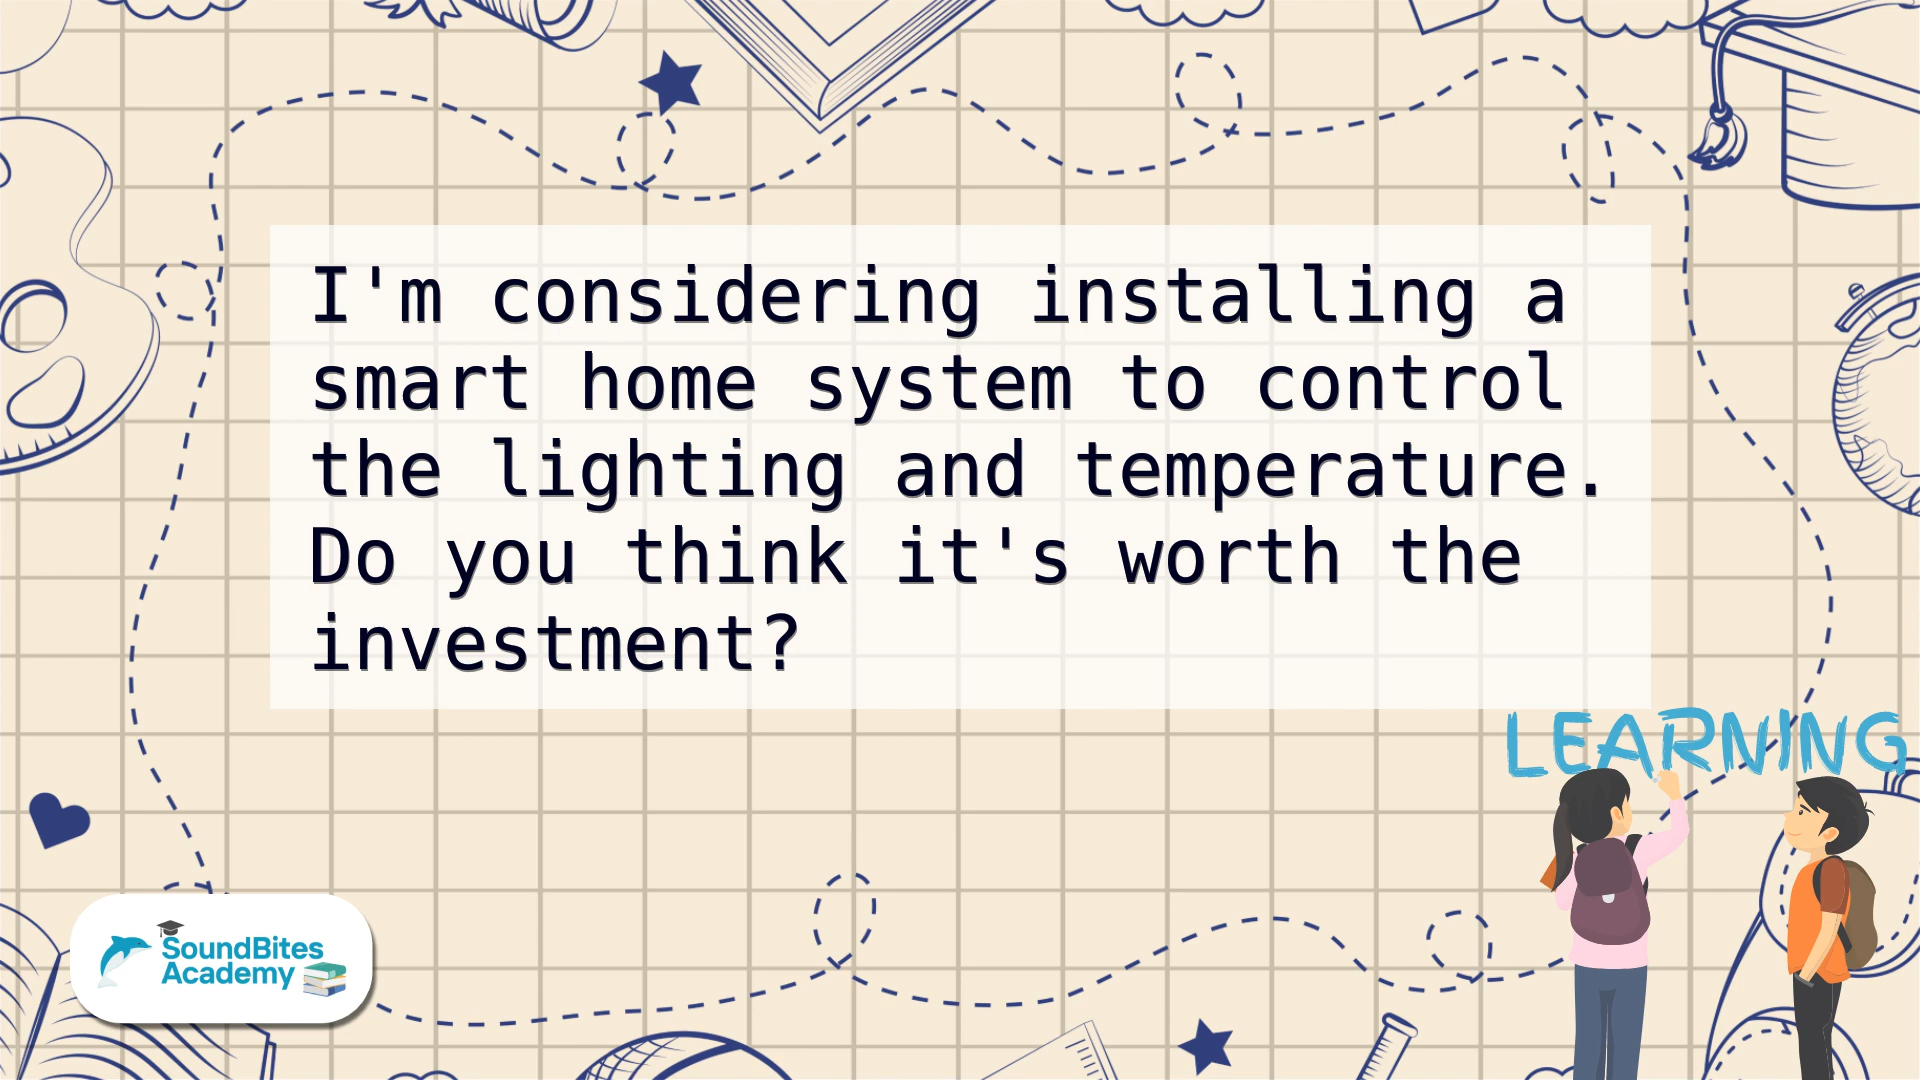 I'm considering installing a
smart home system to control
the lighting and temperature.
Do you think it's worth the
investment?
LEARNING
SoundBites
Academy